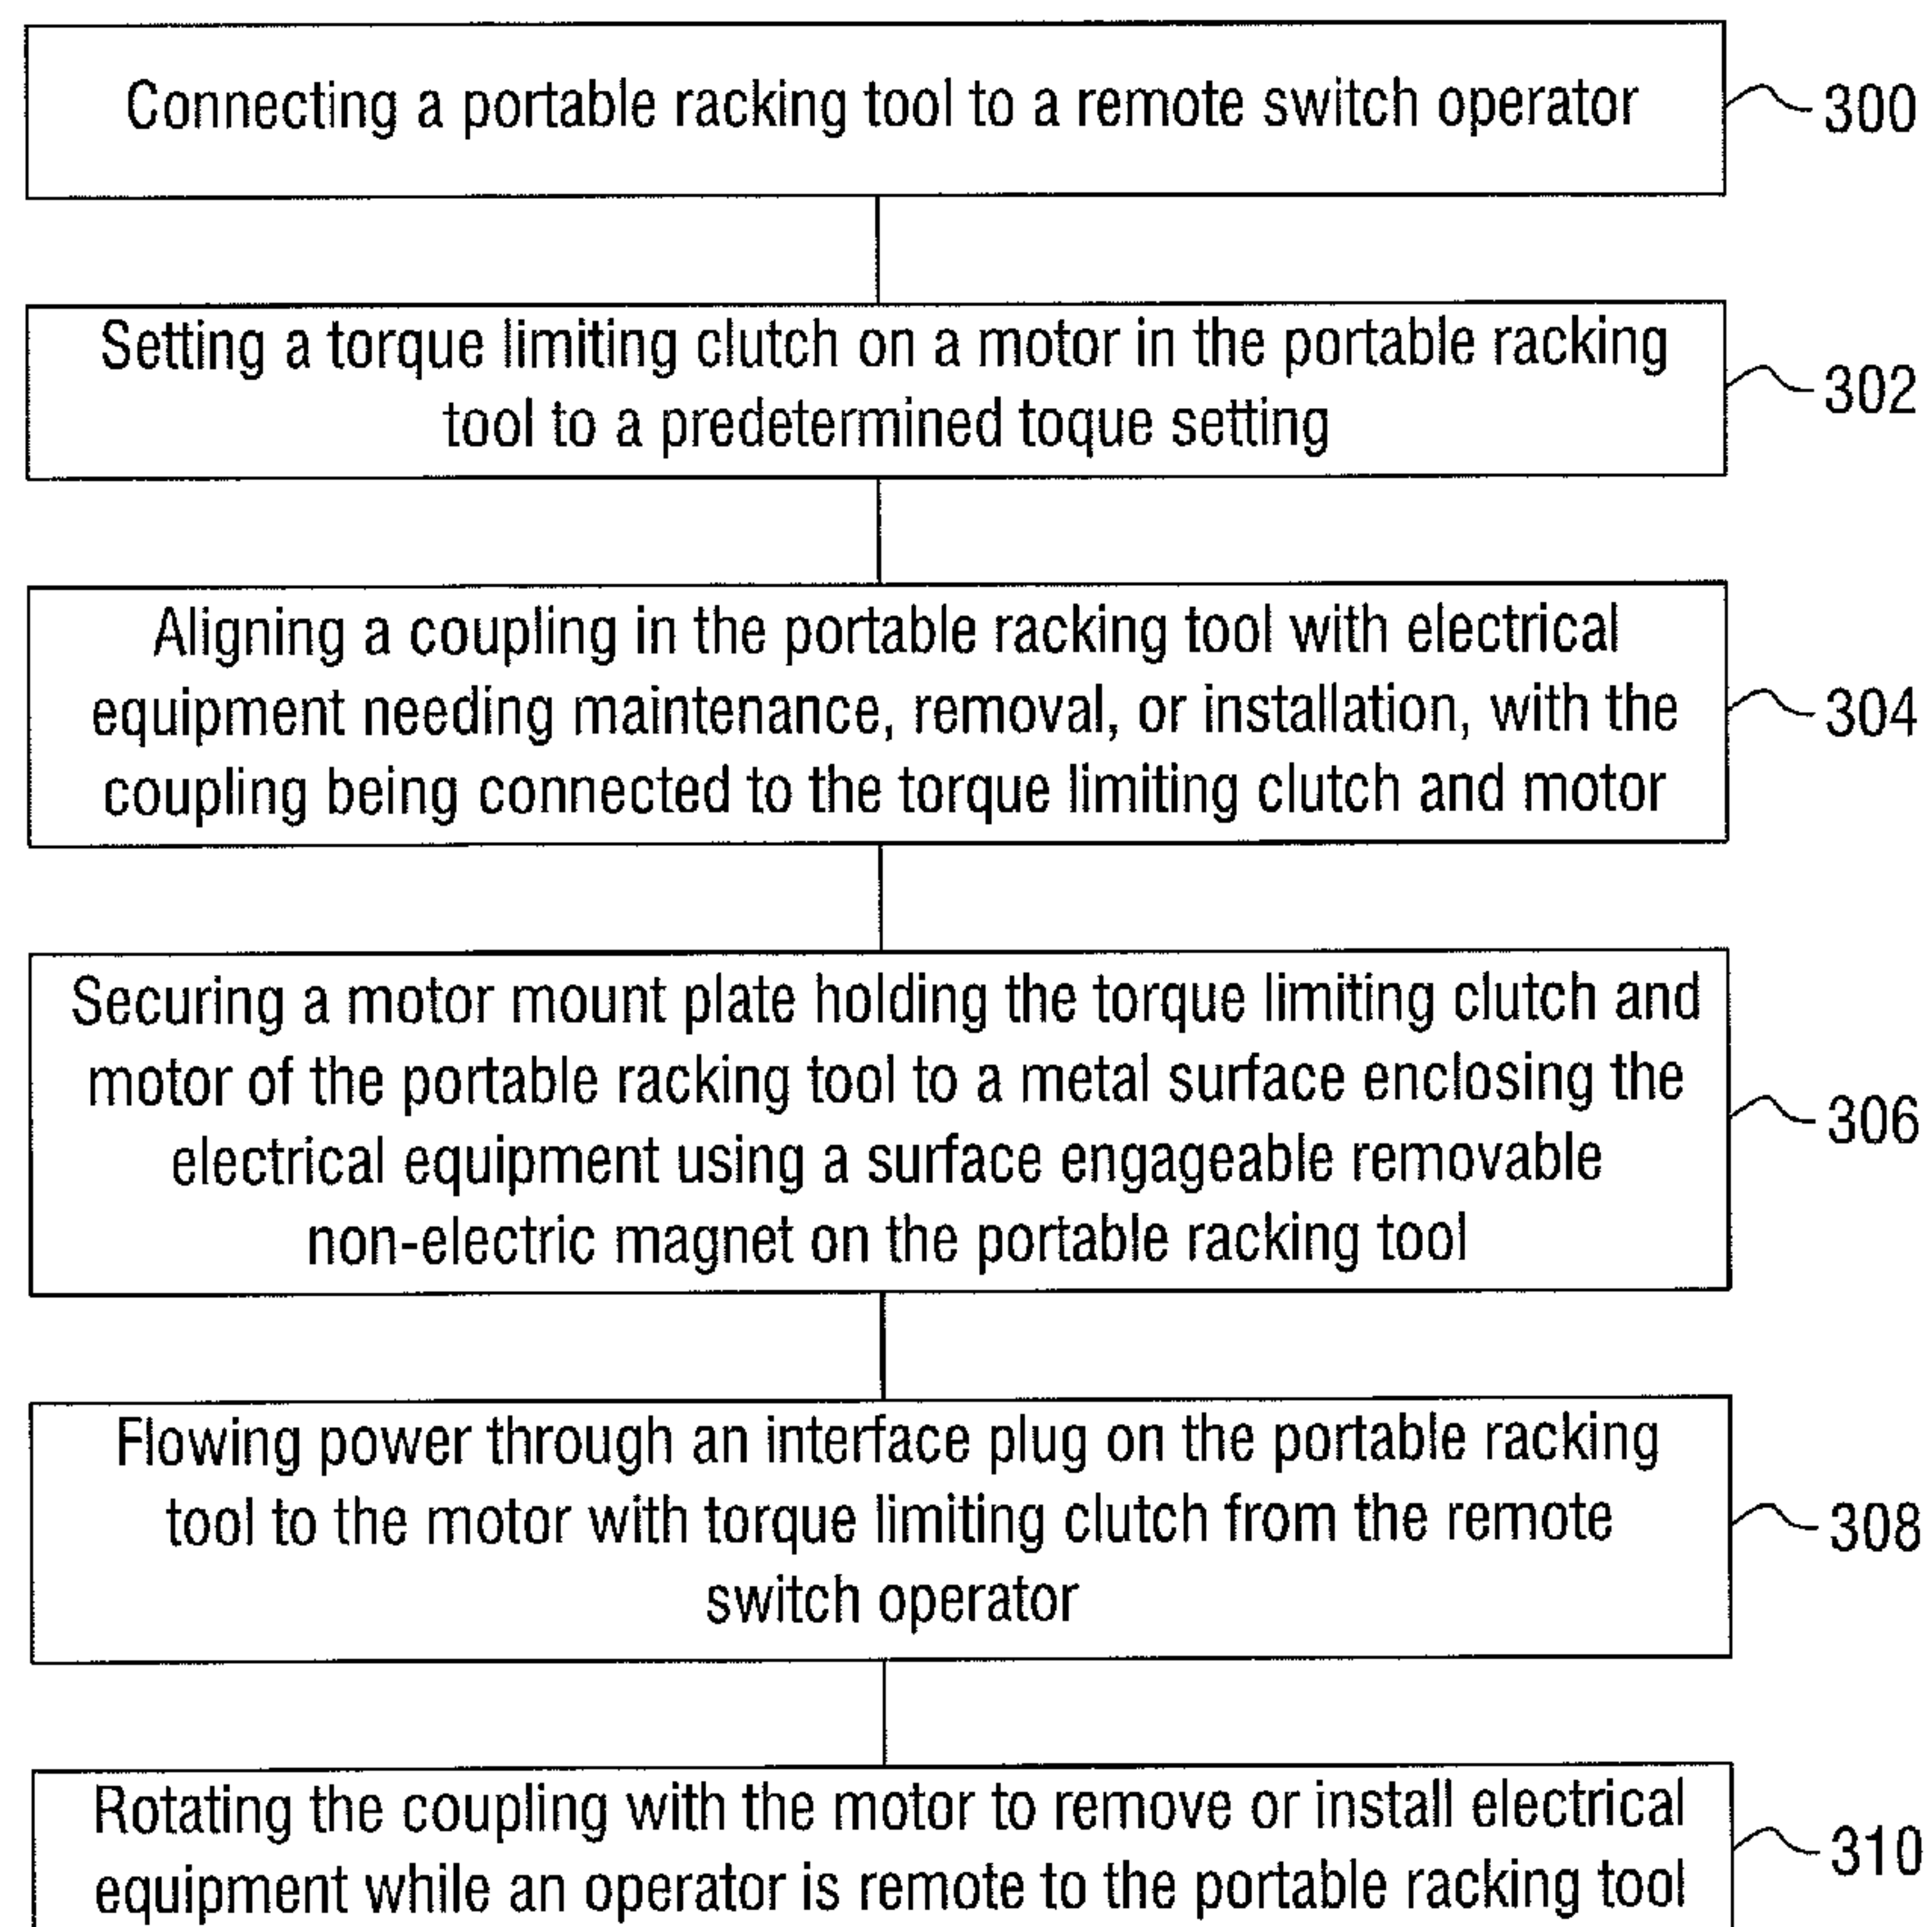 Connecting a portable racking tool to a remote switch operator
300
Setting a torque limiting clutch on a motor in the portable racking
tool to a predetermined toque setting
302
Aligning a coupling in the portable racking tool with electrical
equipment needing maintenance, removal, or installation, with the
coupling being connected to the torque limiting clutch and motor
304
Securing a motor mount plate holding the torque limiting clutch and
motor of the portable racking tool to a metal surface enclosing the
electrical equipment using a surface engageable removable
non-electric magnet on the portable racking tool
306
Flowing power through an interface plug on the portable racking
tool to the motor with torque limiting clutch from the remote
switch operator
308
Rotating the coupling with the motor to remove or install electrical
equipment while an operator is remote to the portable racking tool
310